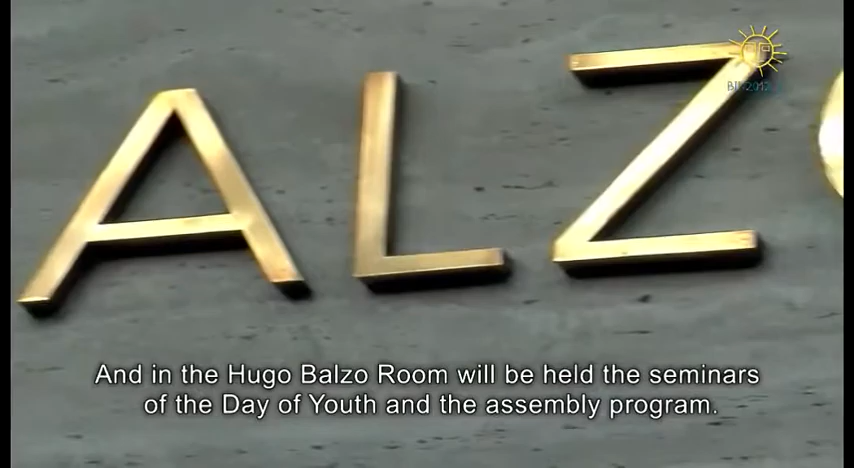 ALZ
And in the Hugo Balzo Room will be held the seminars
of the Day of Youth and the assembly program.